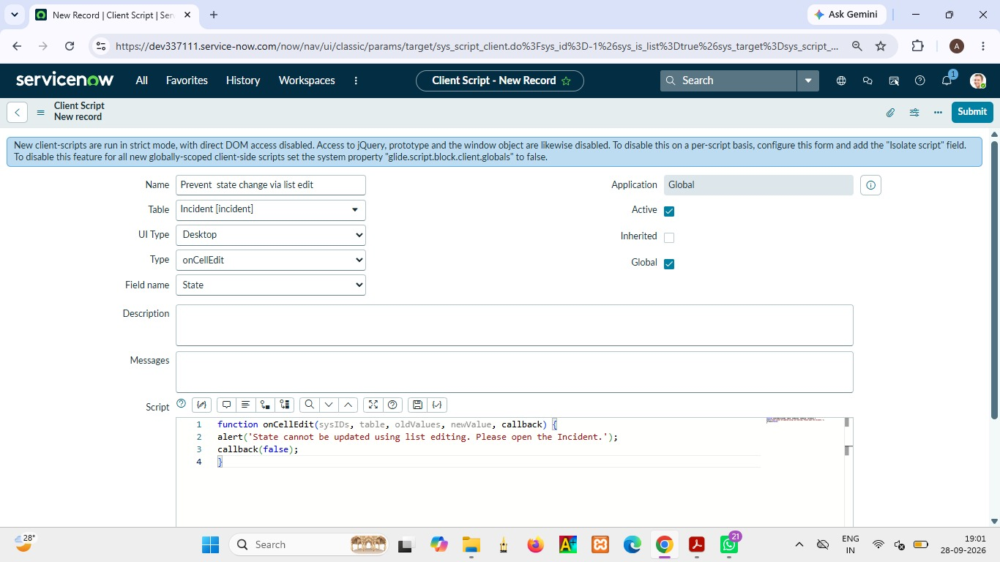 New Record | Client Script | Ser
Ask Gemini
https://dev337111.service-now.com/now/nav/ui/classic/params/target/sys_script_client.do%3Fsys_id%3D-1%26sys_is_list%3Dtrue%26sys_target%3Dsys_script_...
A
servicenow
All
Favorites
History
Workspaces
Client Script - New Record
Search
1
Client Script
New record
Submit
New client-scripts are run in strict mode, with direct DOM access disabled. Access to jQuery, prototype and the window object are likewise disabled. To disable this on a per-script basis, configure this form and add the "Isolate script" field.
To disable this feature for all new globally-scoped client-side scripts set the system property "glide.script.block.client.globals" to false.
Name
Prevent  state change via list edit
Application
Global
Table
Incident [incident]
Active
UI Type
Desktop
Inherited
Type
onCellEdit
Global
Field name
State
Description
Messages
Script
1 function onCellEdit(sysIDs, table, oldValues, newValue, callback) {
2 alert('State cannot be updated using list editing. Please open the Incident.');
3 callback(false);
4 }
28°
Search
21
ENG
IN
19:01
28-09-2026